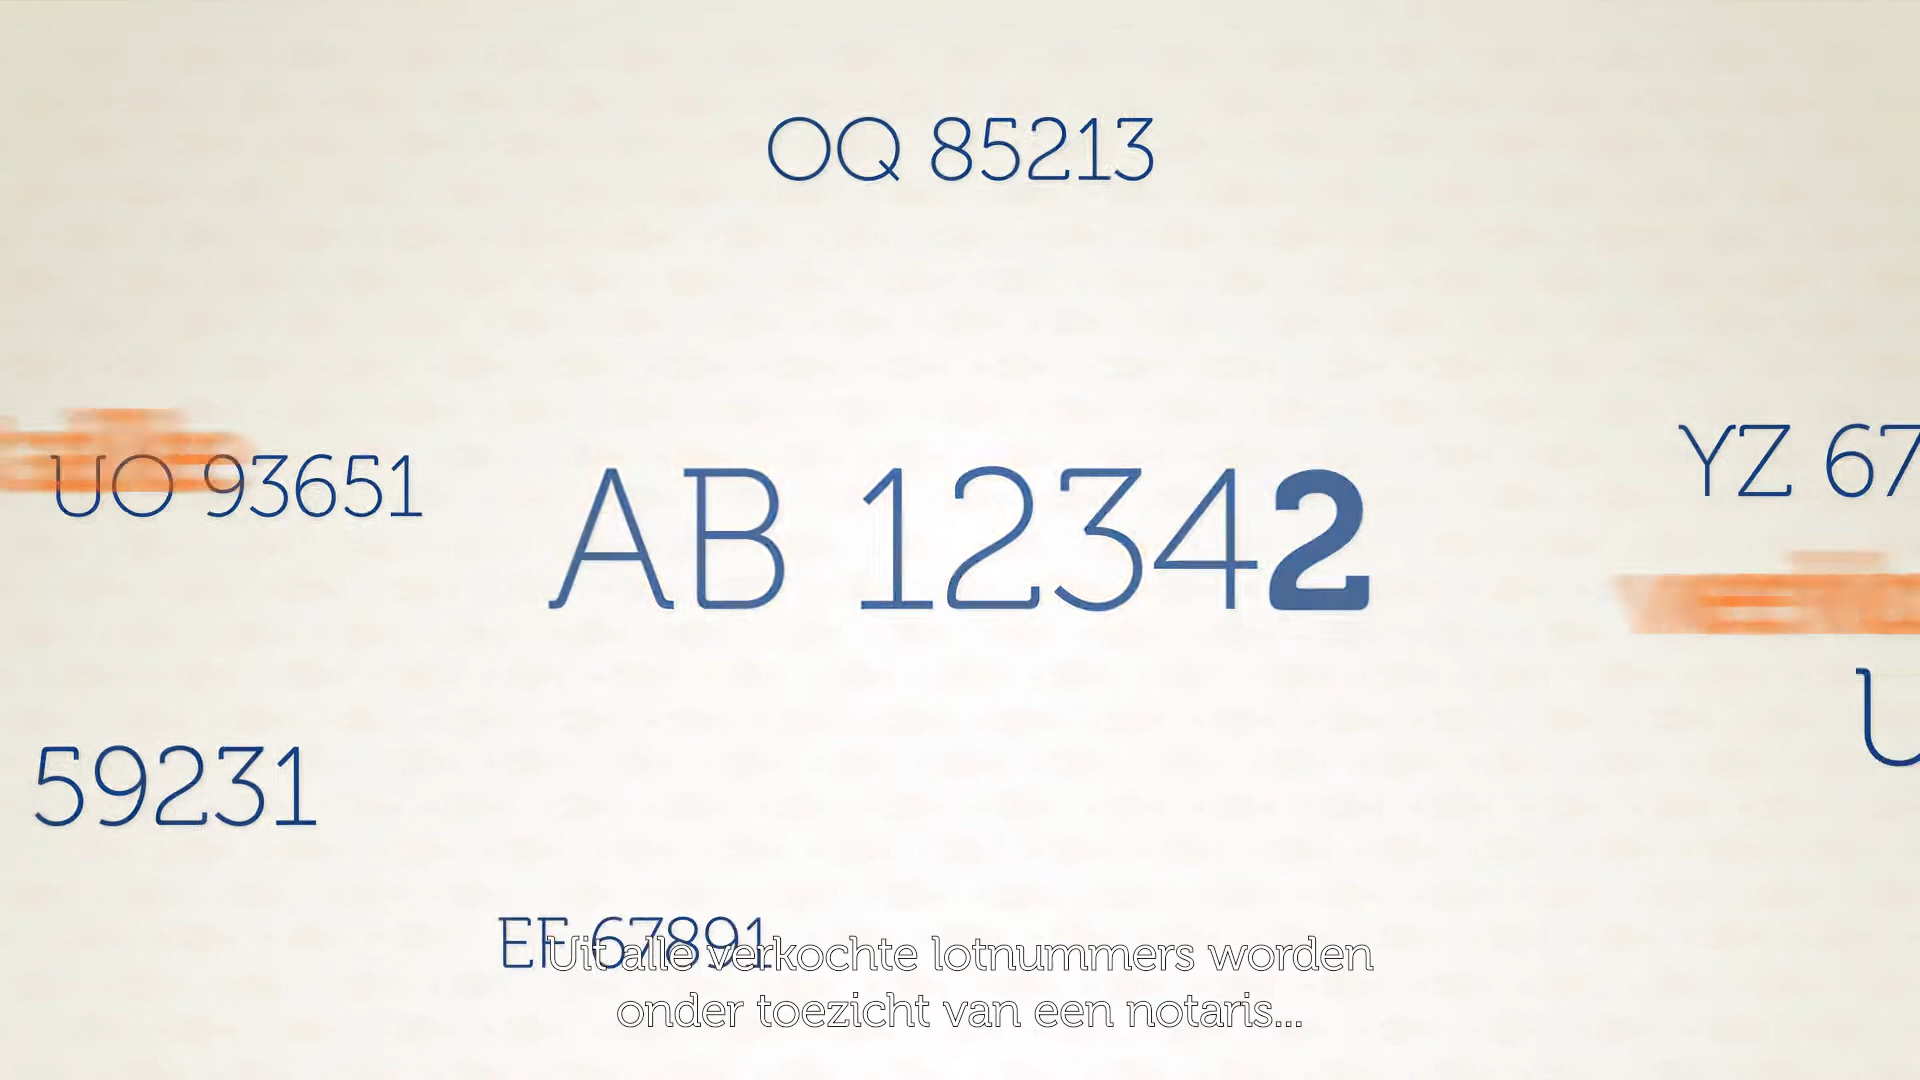 OQ 85213
YZ 67
UO 93651
AB 12342
U
59231
EF 67891
Uit alle verkochte lotnummers worden
onder toezicht van een notaris...